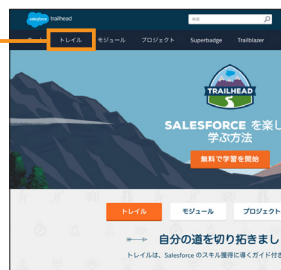 salesforce trailhead
検索
トレイル モジュール プロジェクト Superbadge Trailblazer
TRAILHEAD
SALESFORCE を楽し
学ぶ方法
無料で学習を開始
トレイル モジュール プロジェクト
自分の道を切り拓きまし
トレイルは、Salesforce のスキル獲得に導くガイド付き